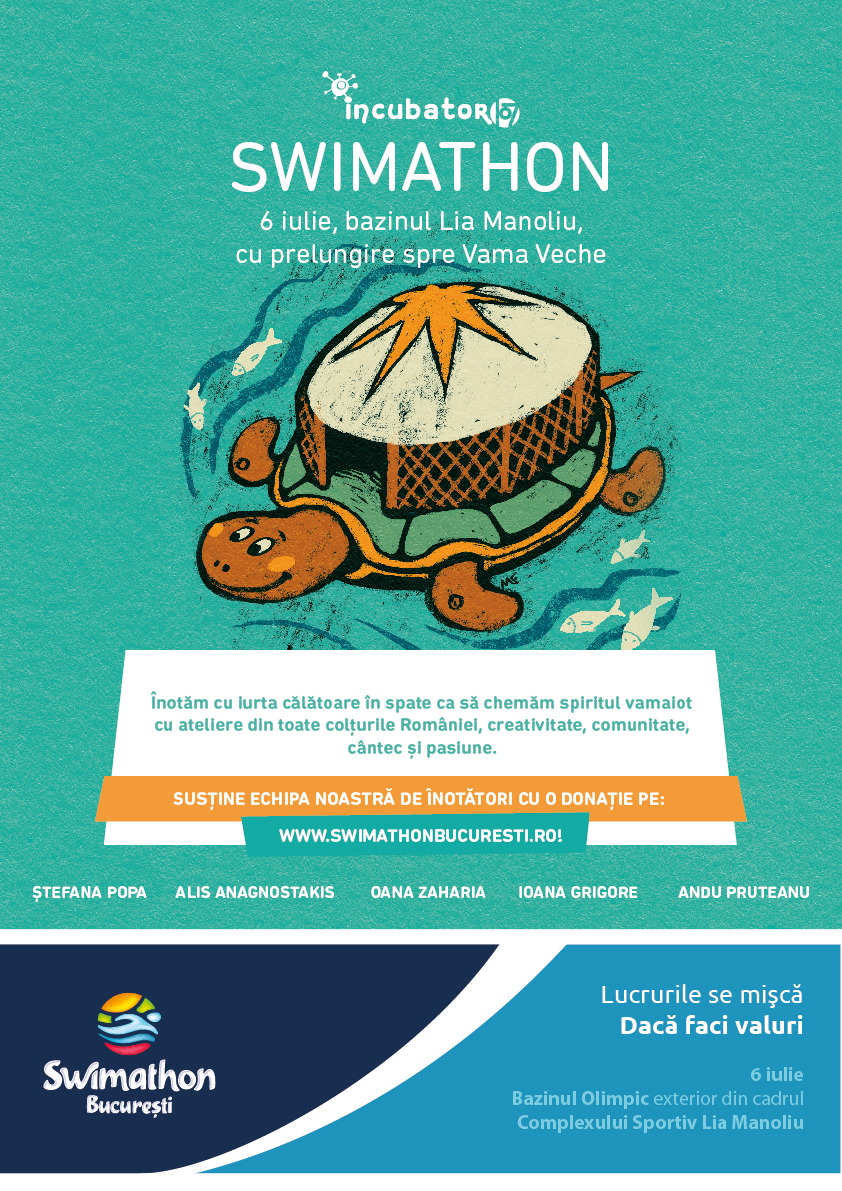 incubator107
SWIMATHON
6 iulie, bazinul Lia Manoliu,
cu prelungire spre Vama Veche
MC
Înotăm cu iurta călătoare în spate ca să chemăm spiritul vamaiot
cu ateliere din toate colțurile României, creativitate, comunitate,
cântec și pasiune.
SUSȚINE ECHIPA NOASTRĂ DE ÎNOTĂTORI CU O DONAȚIE PE:
WWW.SWIMATHONBUCURESTI.RO!
ȘTEFANA POPA ALIS ANAGNOSTAKIS OANA ZAHARIA IOANA GRIGORE ANDU PRUTEANU
Swimathon
București
Lucrurile se mişcă
Dacă faci valuri
6 iulie
Bazinul Olimpic exterior din cadrul
Complexului Sportiv Lia Manoliu